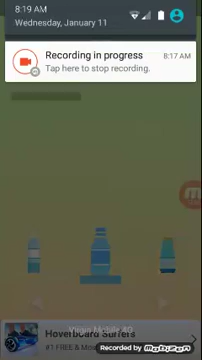 8:19 AM
Wednesday, January 11
Recording in progress
8:17 AM
Tap here to stop recording.
Hoverboard Surfers
#1 FREE &
Recorded by